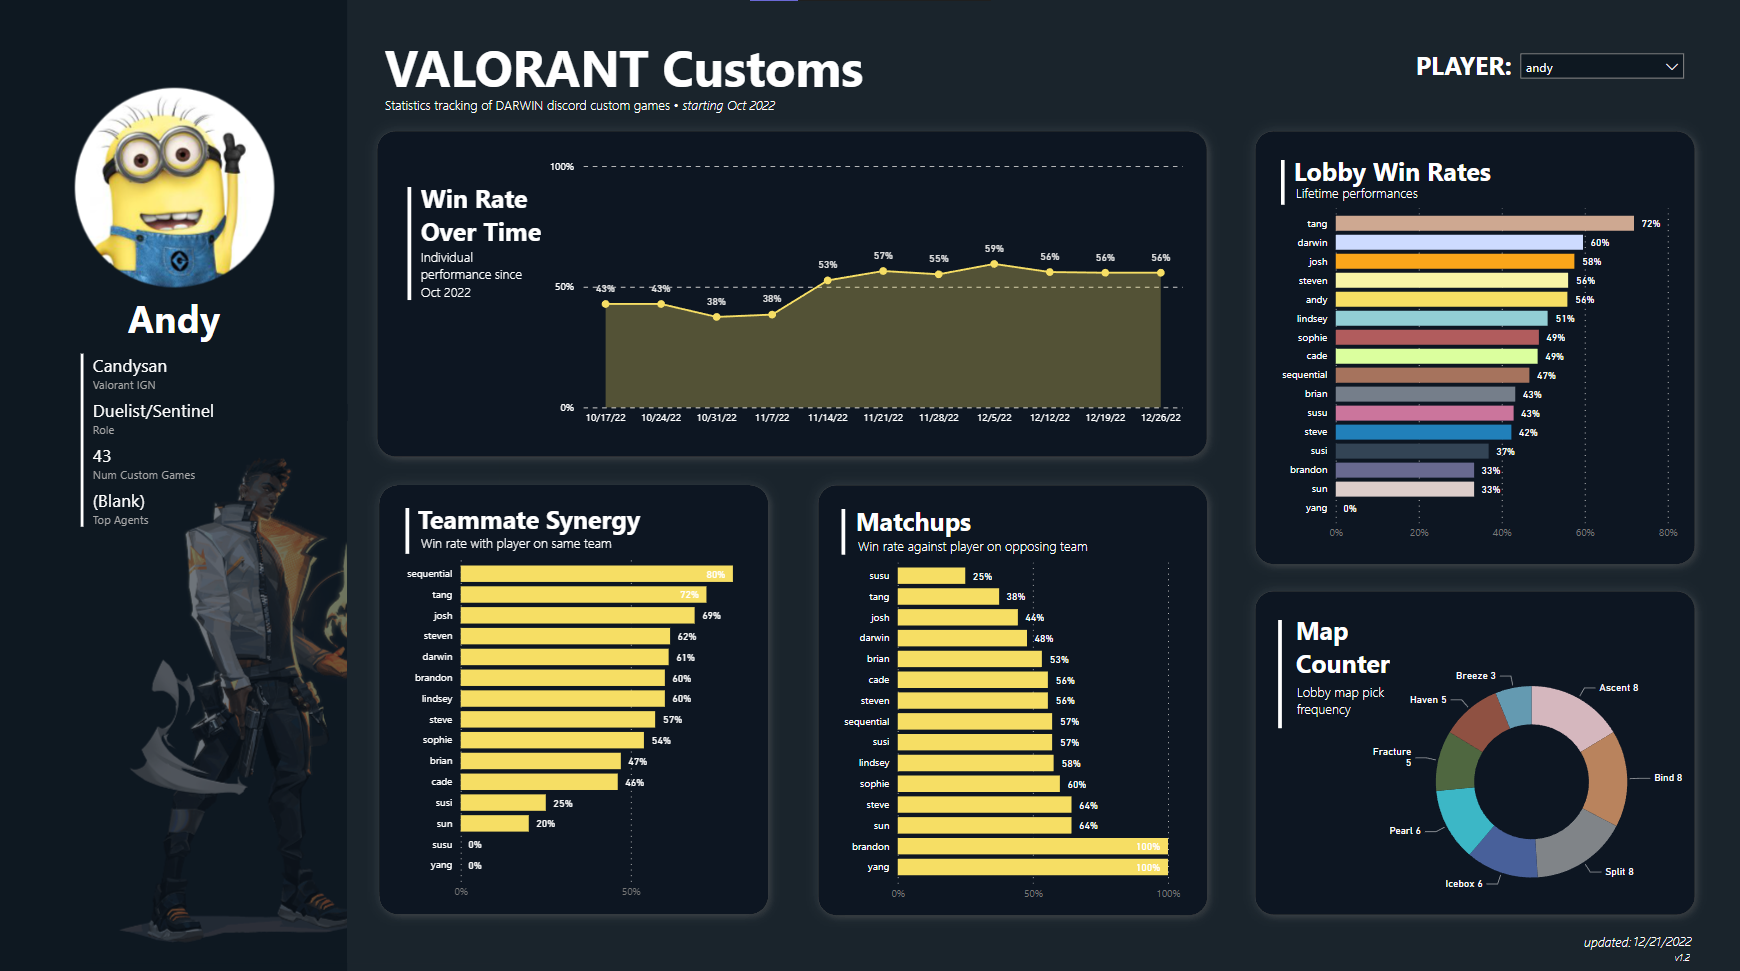 VALORANT Customs
Statistics tracking of DARWIN discord custom games • starting Oct 2022
PLAYER:
andy
Andy
Candysan
Valorant IGN
Duelist/Sentinel
Role
43
Num Custom Games
(Blank)
Top Agents
Win Rate
Over Time
Individual
performance since
Oct 2022
100%
50%
0%
43%
43%
38%
38%
53%
57%
55%
59%
56%
56%
56%
10/17/22
10/24/22
10/31/22
11/7/22
11/14/22
11/21/22
11/28/22
12/5/22
12/12/22
12/19/22
12/26/22
Lobby Win Rates
Lifetime performances
tang 72%
darwin 60%
josh 58%
steven 56%
andy 56%
lindsey 51%
sophie 49%
cade 49%
sequential 47%
brian 43%
susu 43%
steve 42%
susi 37%
brandon 33%
sun 33%
yang 0%
0% 20% 40% 60% 80%
Teammate Synergy
Win rate with player on same team
sequential 80%
tang 72%
josh 69%
steven 62%
darwin 61%
brandon 60%
lindsey 60%
steve 57%
sophie 54%
brian 47%
cade 46%
susi 25%
sun 20%
susu 0%
yang 0%
0% 50%
Matchups
Win rate against player on opposing team
susu 25%
tang 38%
josh 44%
darwin 48%
brian 53%
cade 56%
steven 56%
sequential 57%
susi 57%
lindsey 58%
sophie 60%
steve 64%
sun 64%
brandon 100%
yang 100%
0% 50% 100%
Map
Counter
Lobby map pick
frequency
Breeze 3
Ascent 8
Haven 5
Fracture
5
Bind 8
Pearl 6
Icebox 6
Split 8
updated: 12/21/2022
v1.2